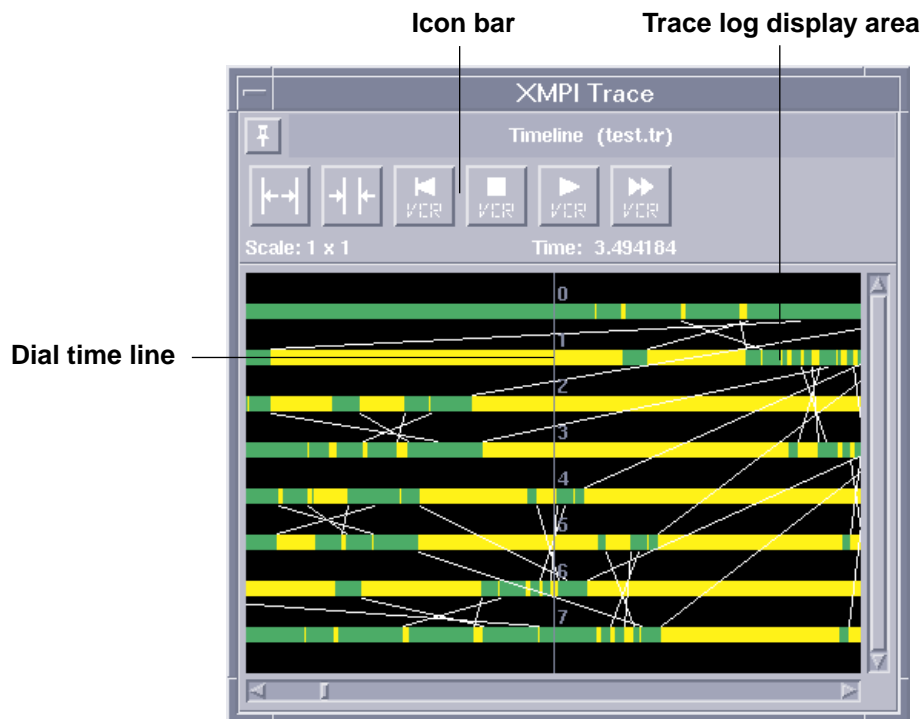 Icon bar
Trace log display area
XMPI Trace
Timeline (test.tr)
VCR VCR VCR VCR
Scale: 1 x 1 Time: 3.494184
Dial time line
0
1
2
3
4
5
6
7